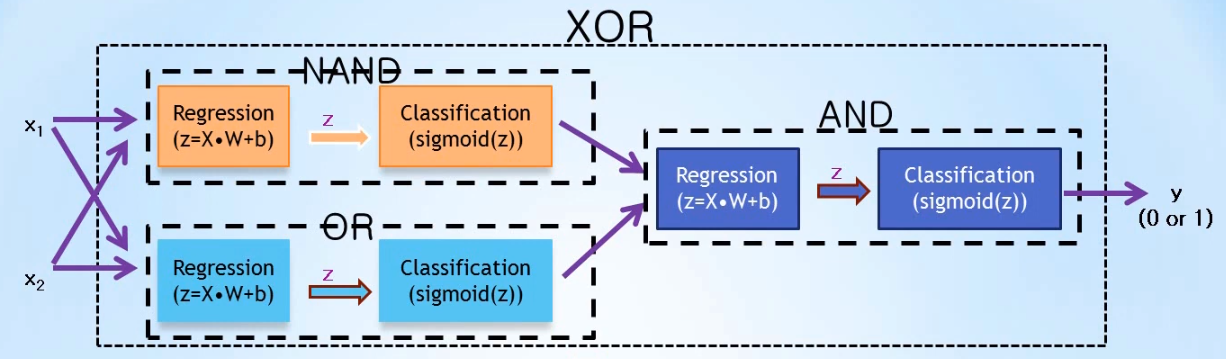 XOR
NAND
x1
Regression
(z=X•W+b)
z
Classification
(sigmoid(z))
OR
x2
Regression
(z=X•W+b)
z
Classification
(sigmoid(z))
AND
Regression
(z=X•W+b)
z
Classification
(sigmoid(z))
y
(0 or 1)